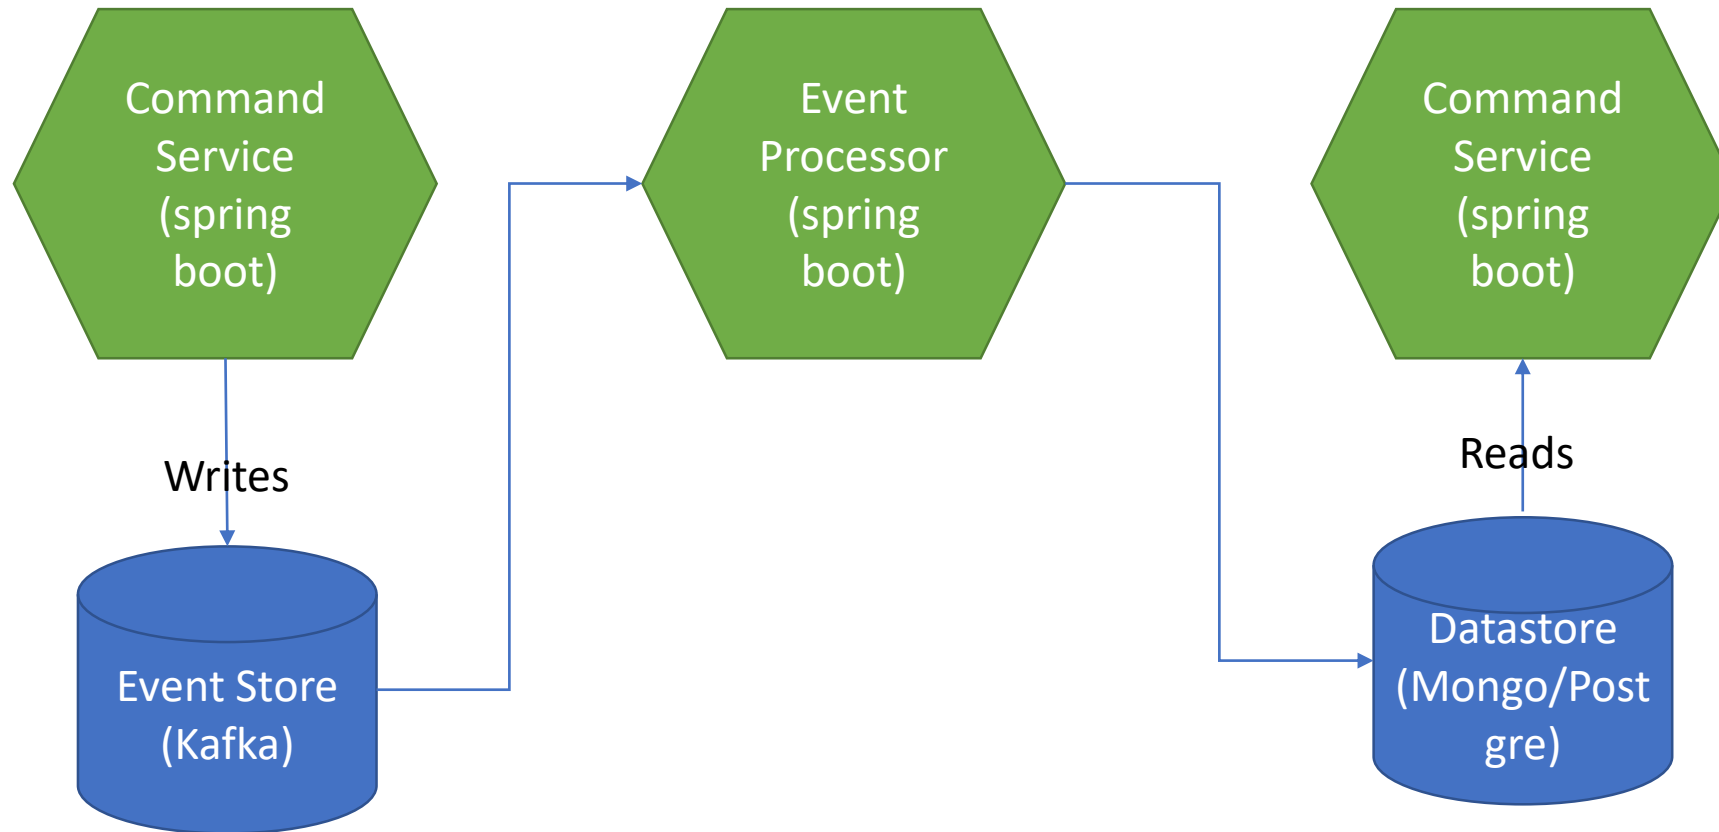 Command
Service
(spring
boot)
Event
Processor
(spring
boot)
Command
Service
(spring
boot)
Writes
Reads
Event Store
(Kafka)
Datastore
(Mongo/Post
gre)